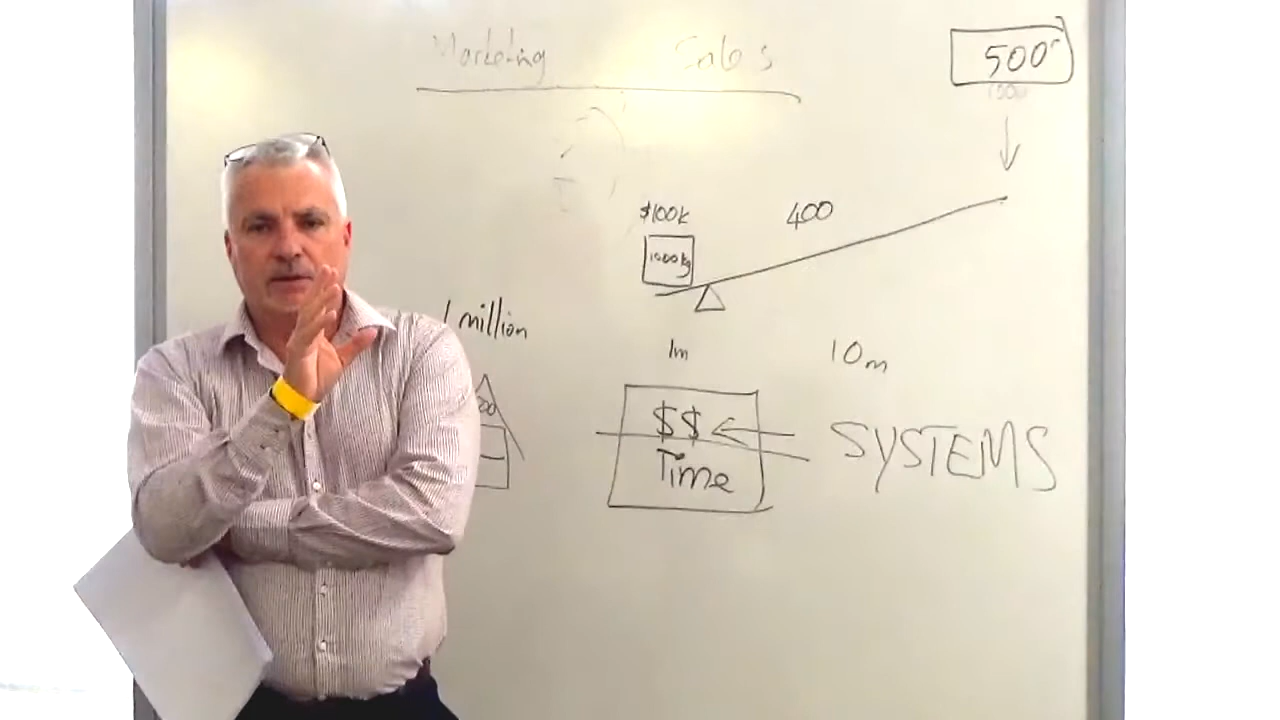 Marketing Sales
500
$100k 400
1000kg
1 million
1m 10m
$$
SYSTEMS
Time